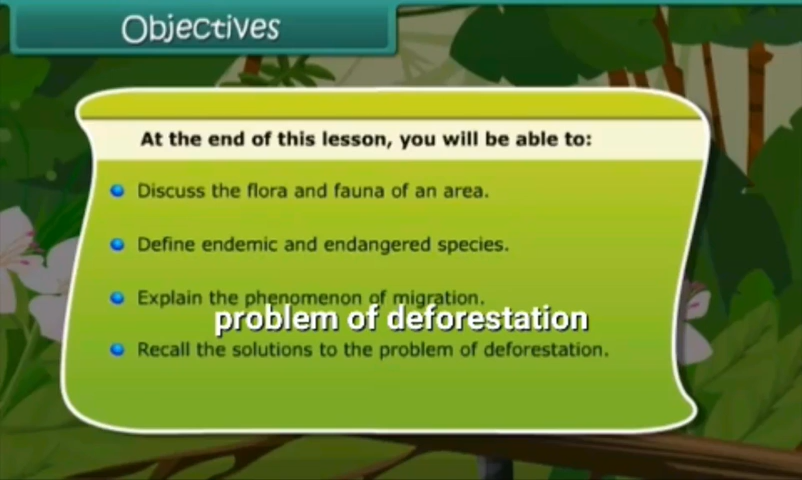 Objectives
At the end of this lesson, you will be able to:
Discuss the flora and fauna of an area.
Define endemic and endangered species.
Explain the phenomenon of migration.
problem of deforestation
Recall the solutions to the problem of deforestation.